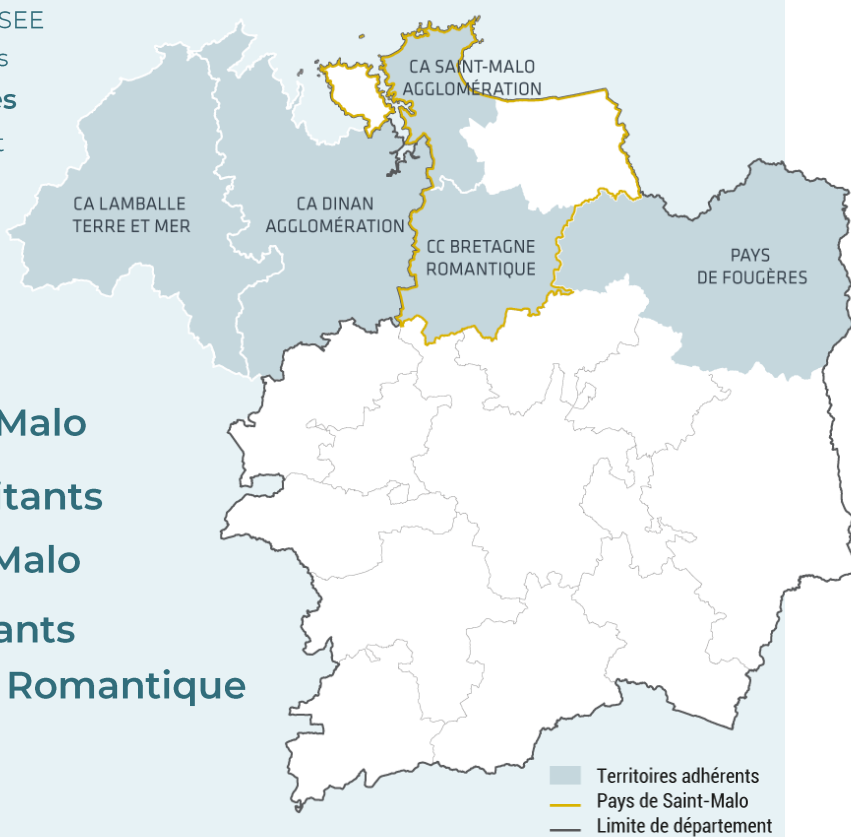 SEE
s
es
t
CA SAINT-MALO
AGGLOMÉRATION
CA LAMBALLE
TERRE ET MER
CA DINAN
AGGLOMÉRATION
CC BRETAGNE
ROMANTIQUE
PAYS
DE FOUGÈRES
Malo
itants
Malo
ants
Romantique
Territoires adhérents
Pays de Saint-Malo
Limite de département